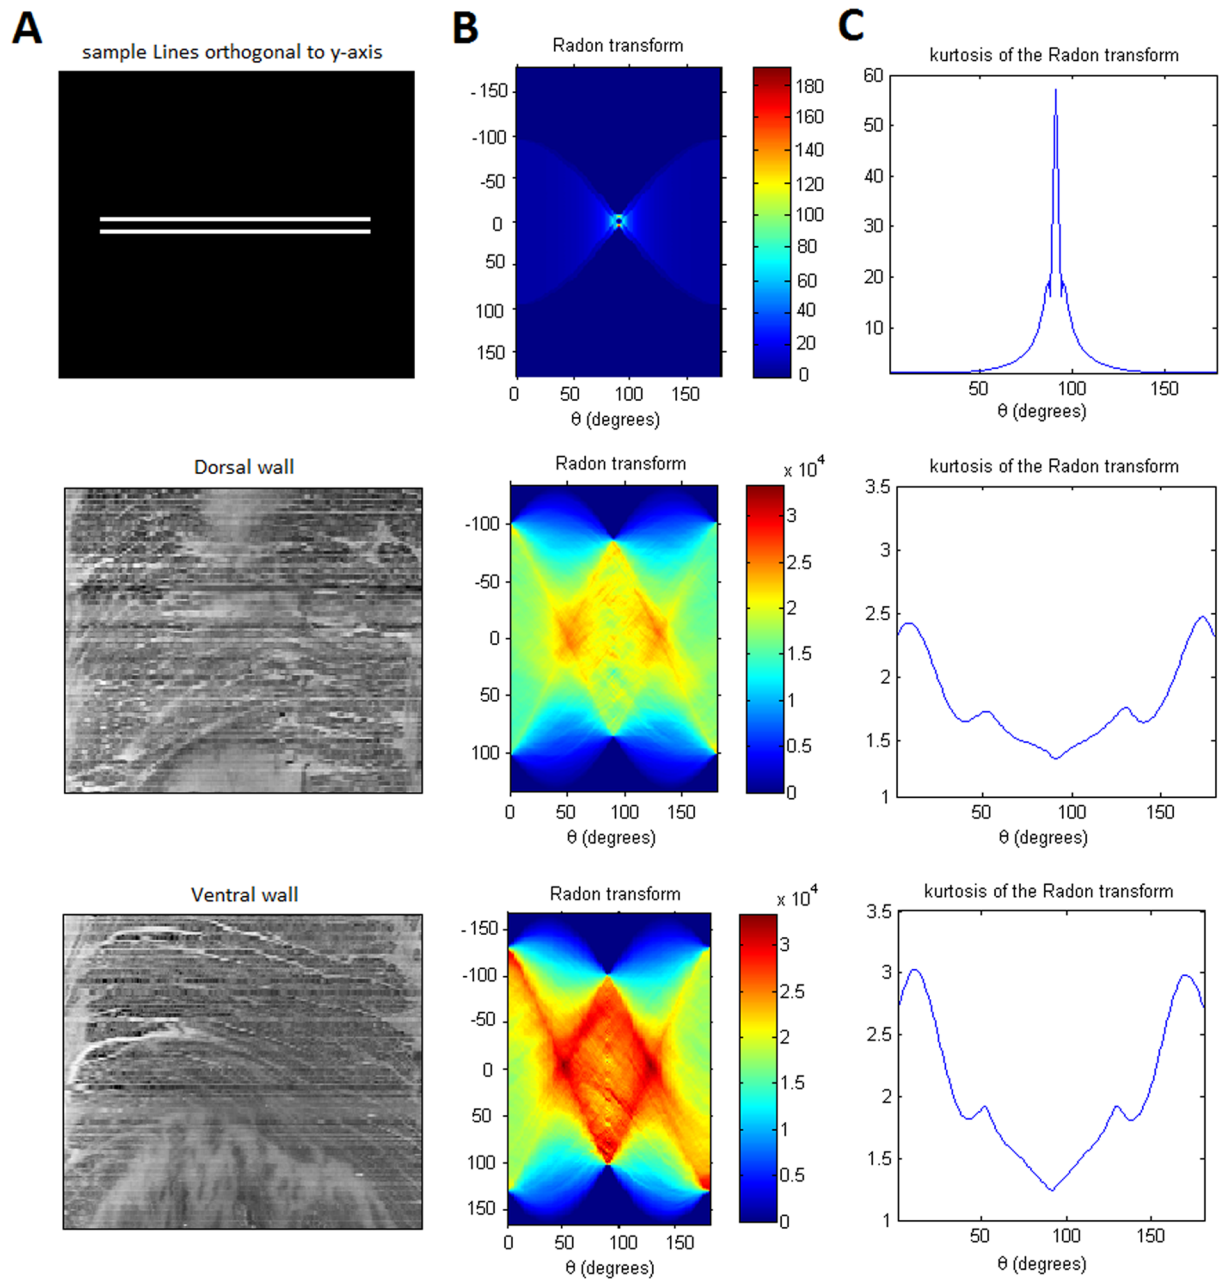 A
B
C
sample Lines orthogonal to y-axis
Radon transform
kurtosis of the Radon transform
-150
-100
-50
0
50
100
150
0 50 100 150
θ (degrees)
180
160
140
120
100
80
60
40
20
0
60
50
40
30
20
10
50 100 150
θ (degrees)
Dorsal wall
Radon transform
x 10^4
kurtosis of the Radon transform
-100
-50
0
50
100
0 50 100 150
θ (degrees)
3
2.5
2
1.5
1
0.5
0
3.5
3
2.5
2
1.5
1
50 100 150
θ (degrees)
Ventral wall
Radon transform
x 10^4
kurtosis of the Radon transform
-150
-100
-50
0
50
100
150
0 50 100 150
θ (degrees)
3
2.5
2
1.5
1
0.5
0
3.5
3
2.5
2
1.5
1
50 100 150
θ (degrees)